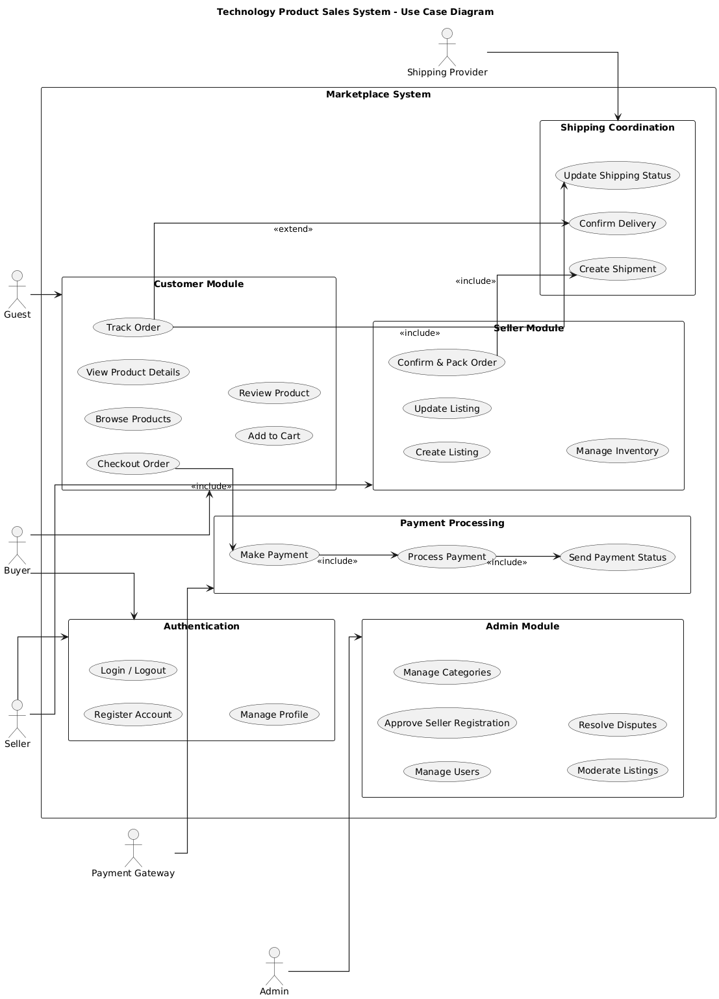 Technology Product Sales System - Use Case Diagram
Shipping Provider
Marketplace System
Shipping Coordination
Update Shipping Status
Confirm Delivery
«extend»
Create Shipment
«include»
Guest
Customer Module
Track Order
«include»
Seller Module
Confirm & Pack Order
View Product Details
Review Product
Update Listing
Browse Products
Add to Cart
Create Listing
Manage Inventory
Checkout Order
«include»
Payment Processing
Make Payment
«include»
Process Payment
«include»
Send Payment Status
Buyer
Authentication
Login / Logout
Register Account
Manage Profile
Admin Module
Manage Categories
Approve Seller Registration
Resolve Disputes
Manage Users
Moderate Listings
Seller
Payment Gateway
Admin